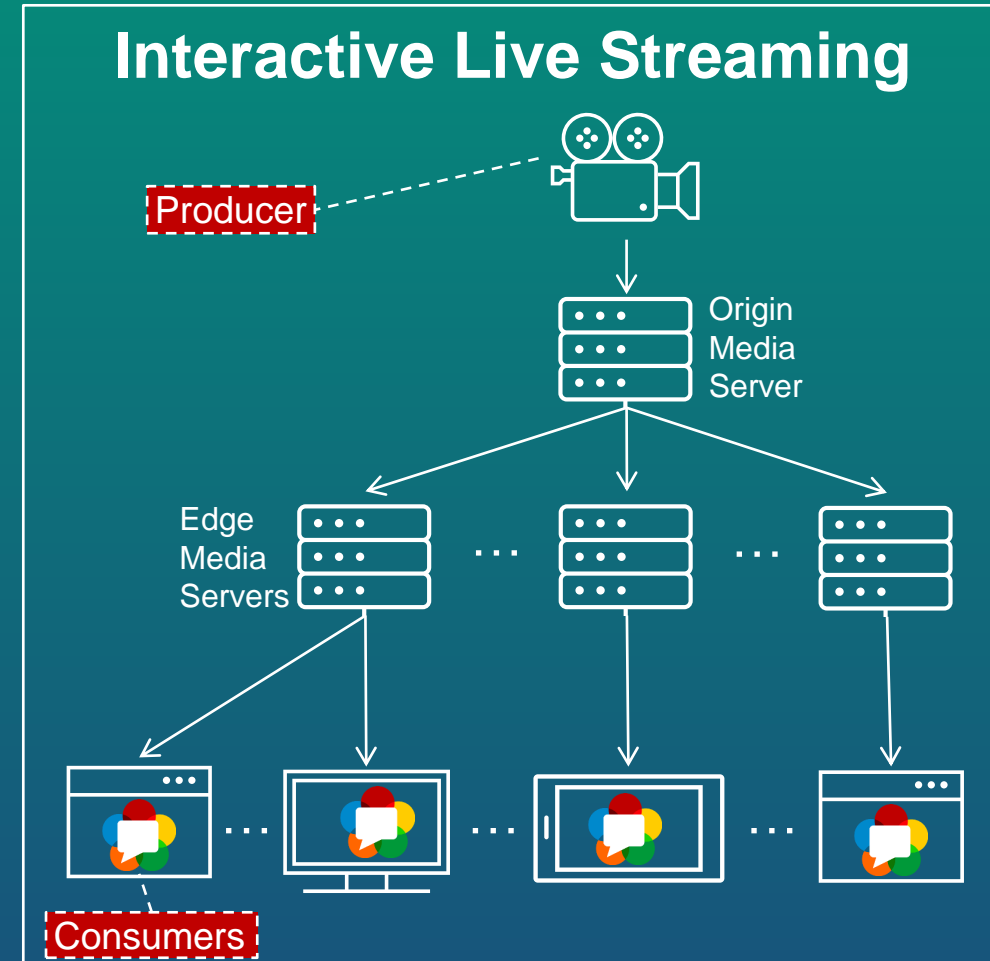 Interactive Live Streaming
Producer
Origin
Media
Server
Edge
Media
Servers
...
...
...
...
...
Consumers